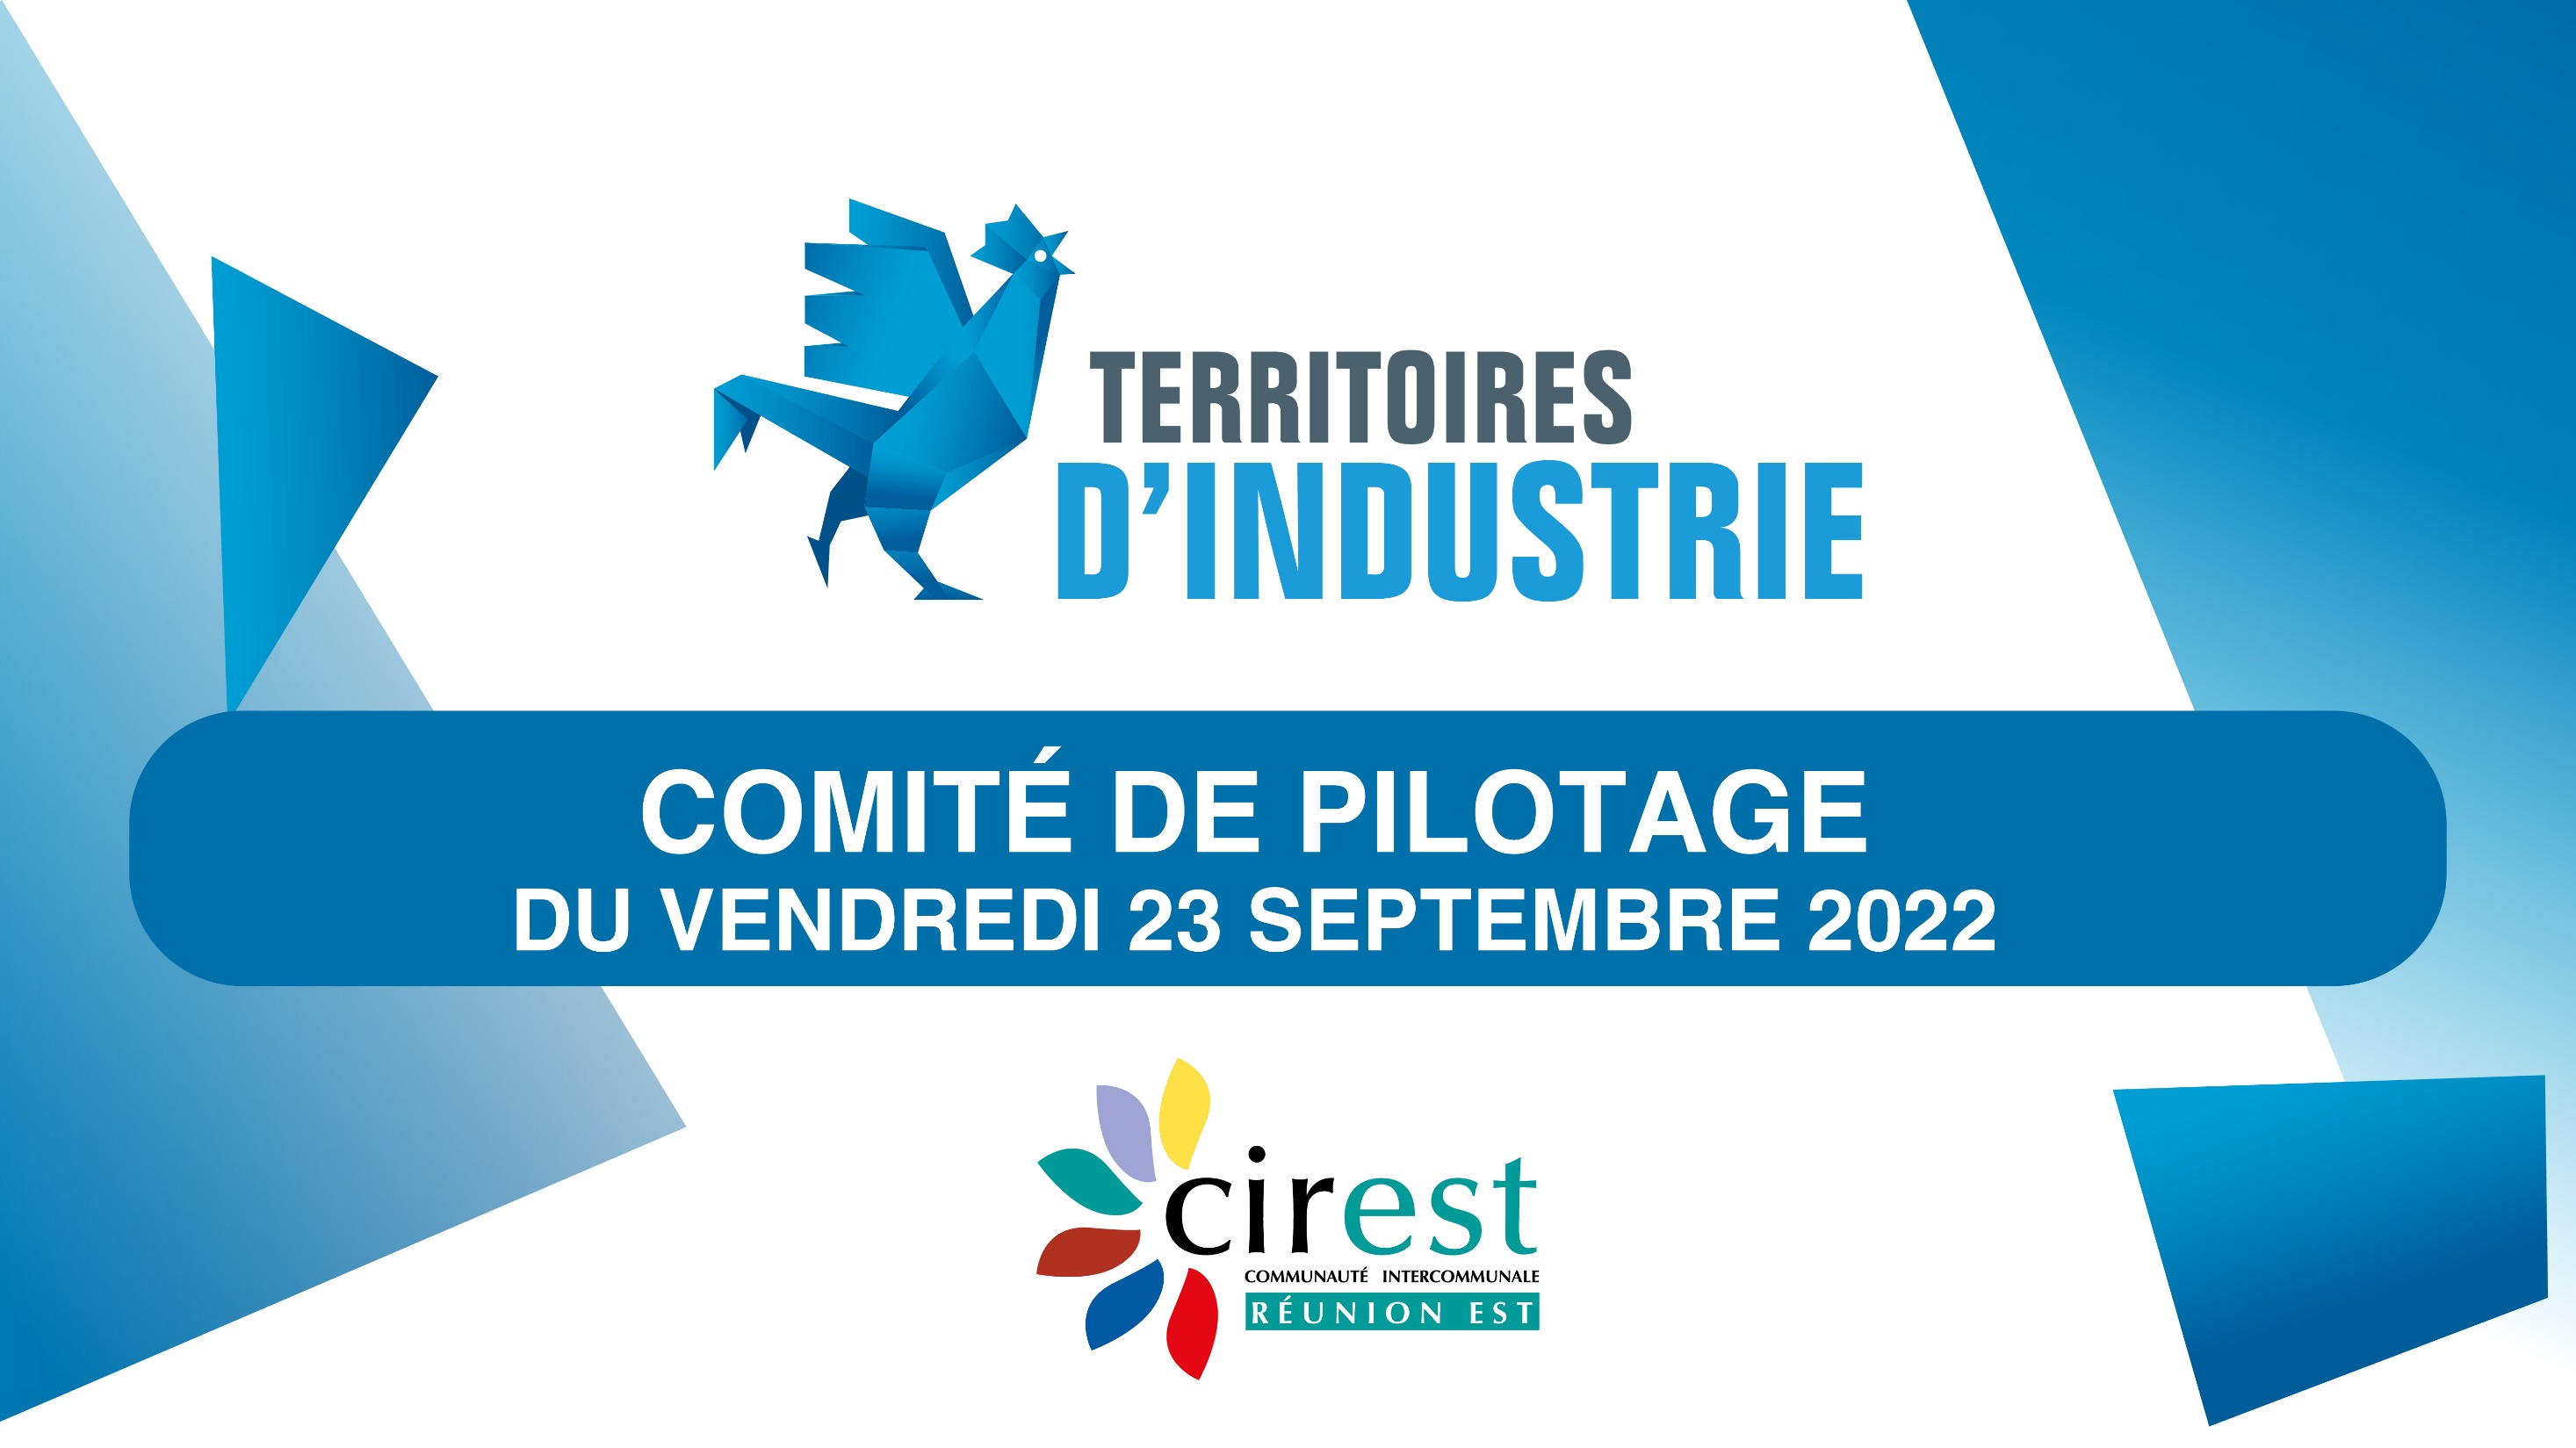 TERRITOIRES
D’INDUSTRIE
COMITÉ DE PILOTAGE
DU VENDREDI 23 SEPTEMBRE 2022
cirest
COMMUNAUTÉ INTERCOMMUNALE
RÉUNION EST